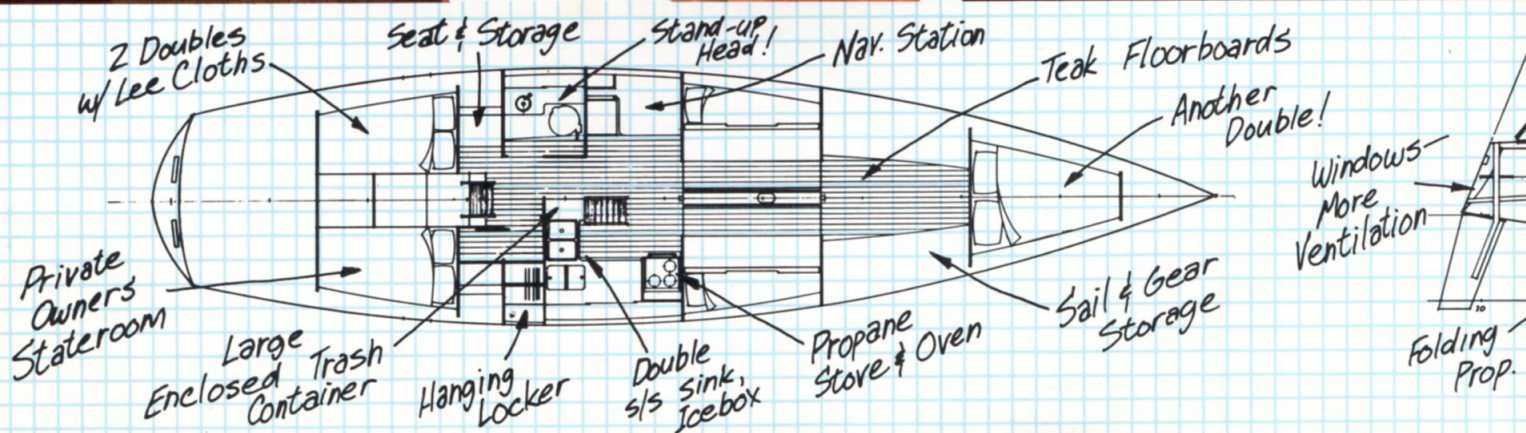 2 Doubles
w/ Lee Cloths
Seat & Storage
Stand-up
Head!
Nav. Station
Teak Floorboards
Another
Double!
Windows
More
Ventilation
Private
Owners
Stateroom
Large
Enclosed Trash
Container
Hanging
Locker
Double
s/s Sink,
Icebox
Propane
Stove & Oven
Sail & Gear
Storage
Folding
Prop.
10